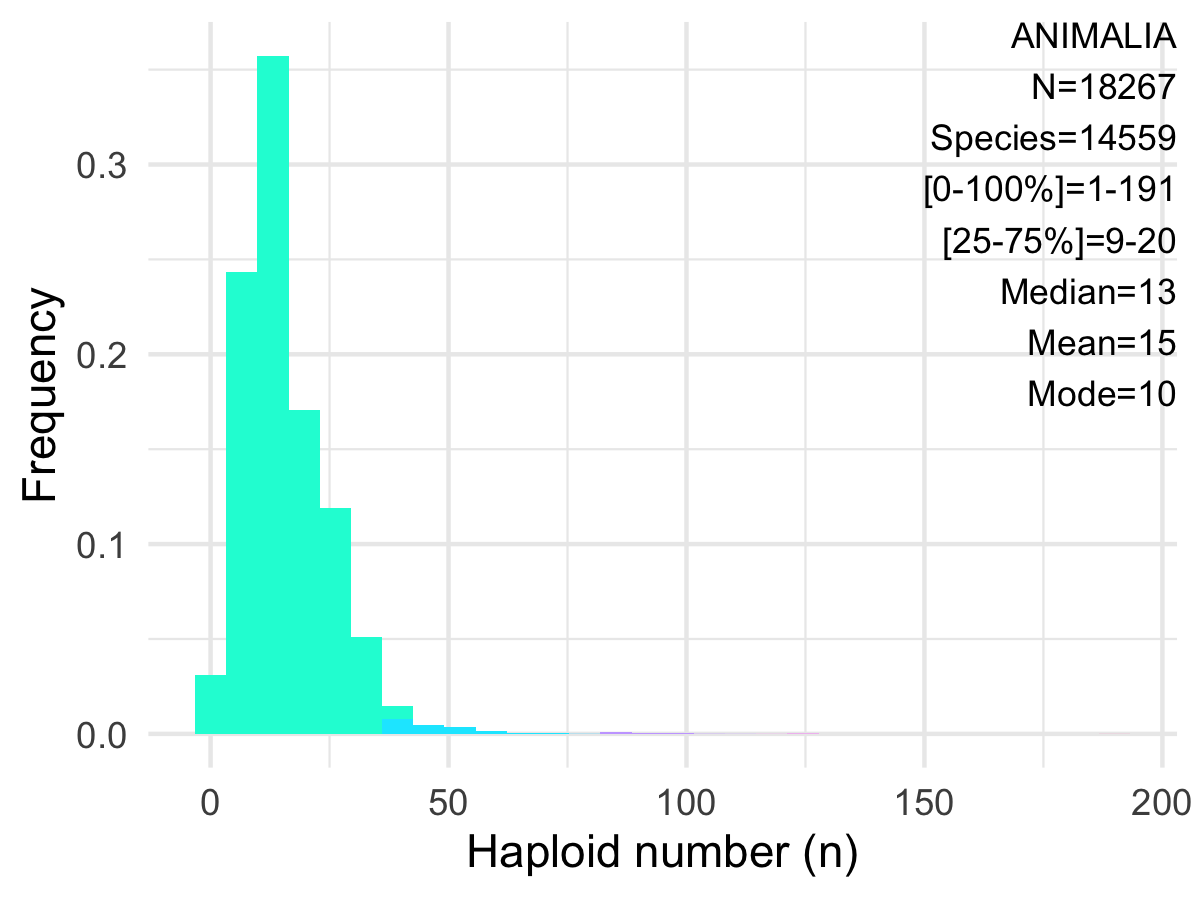 ANIMALIA
N=18267
Species=14559
[0-100%]=1-191
[25-75%]=9-20
Median=13
Mean=15
Mode=10
Frequency
0.3
0.2
0.1
0.0
0 50 100 150 200
Haploid number (n)